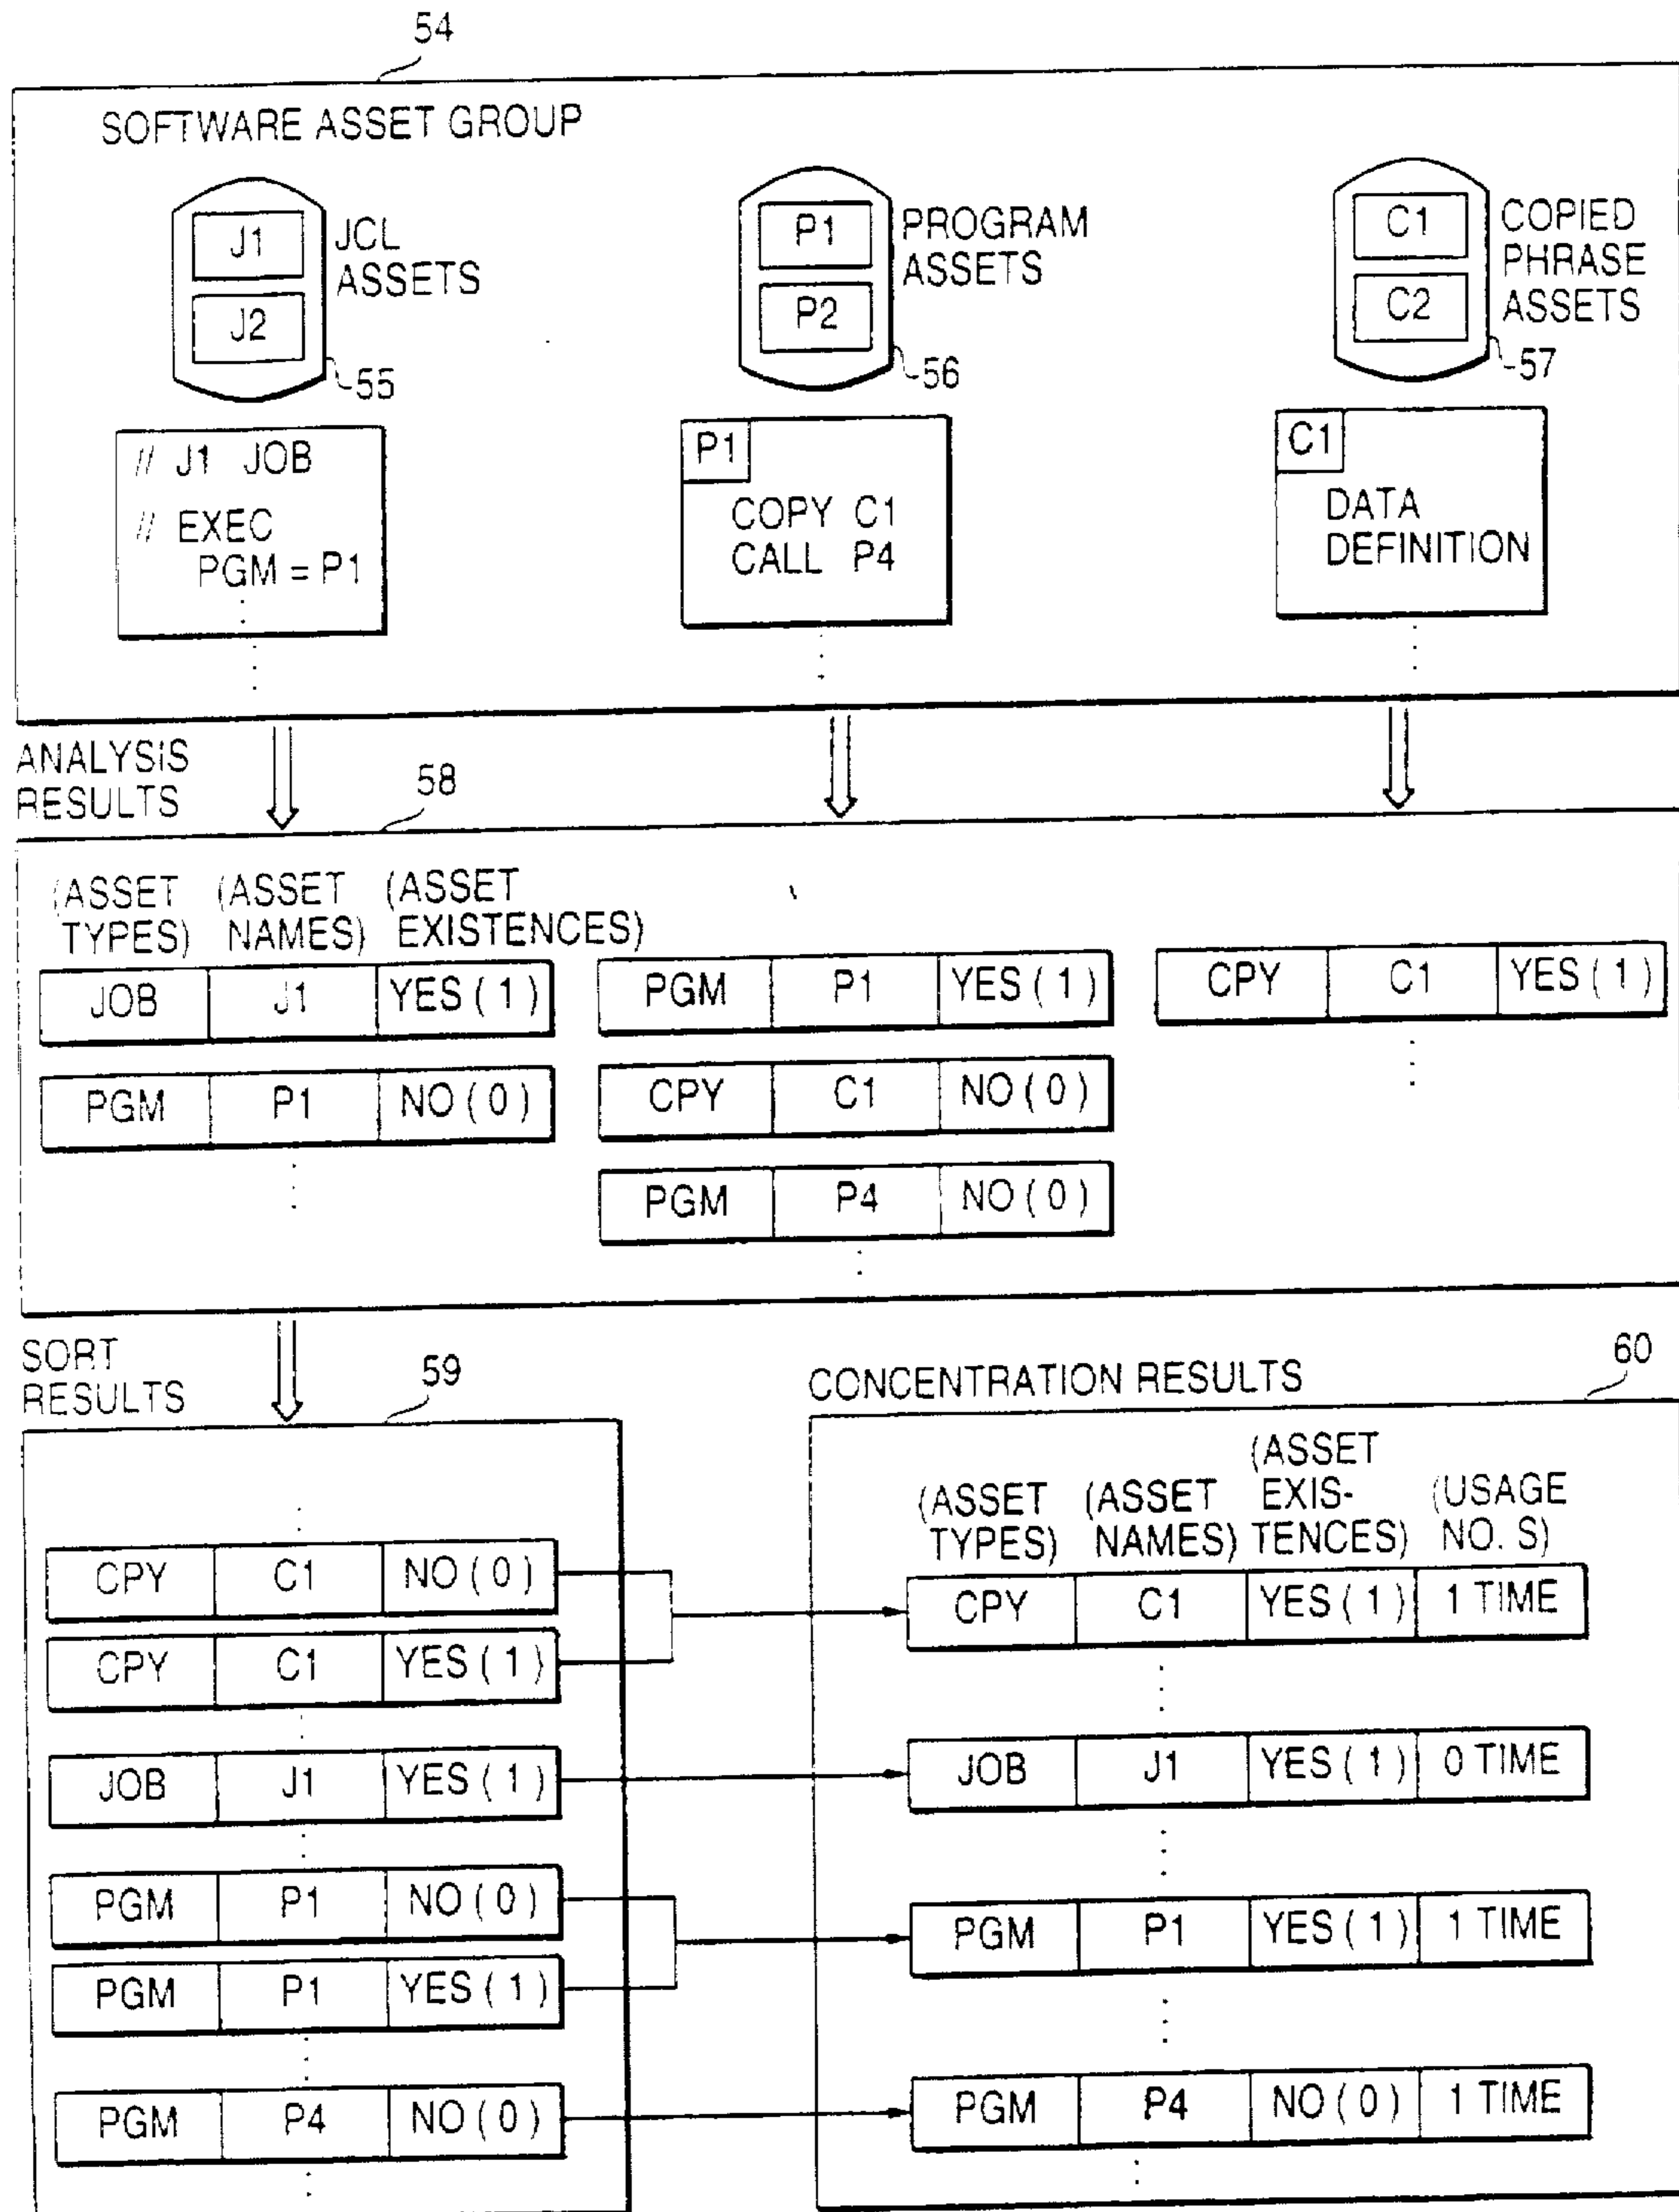 54
SOFTWARE ASSET GROUP
J1
J2
JCL
ASSETS
55
P1
P2
PROGRAM
ASSETS
56
C1
C2
COPIED
PHRASE
ASSETS
57
// J1 JOB
// EXEC
PGM = P1
P1
COPY C1
CALL P4
C1
DATA
DEFINITION
ANALYSIS
RESULTS
58
(ASSET TYPES) (ASSET NAMES) (ASSET EXISTENCES)
JOB J1 YES ( 1 )
PGM P1 NO ( 0 )
PGM P1 YES ( 1 )
CPY C1 NO ( 0 )
PGM P4 NO ( 0 )
CPY C1 YES ( 1 )
SORT
RESULTS
59
CPY C1 NO ( 0 )
CPY C1 YES ( 1 )
JOB J1 YES ( 1 )
PGM P1 NO ( 0 )
PGM P1 YES ( 1 )
PGM P4 NO ( 0 )
CONCENTRATION RESULTS
60
(ASSET TYPES) (ASSET NAMES) (ASSET EXIS-TENCES) (USAGE NO. S)
CPY C1 YES ( 1 ) 1 TIME
JOB J1 YES ( 1 ) 0 TIME
PGM P1 YES ( 1 ) 1 TIME
PGM P4 NO ( 0 ) 1 TIME